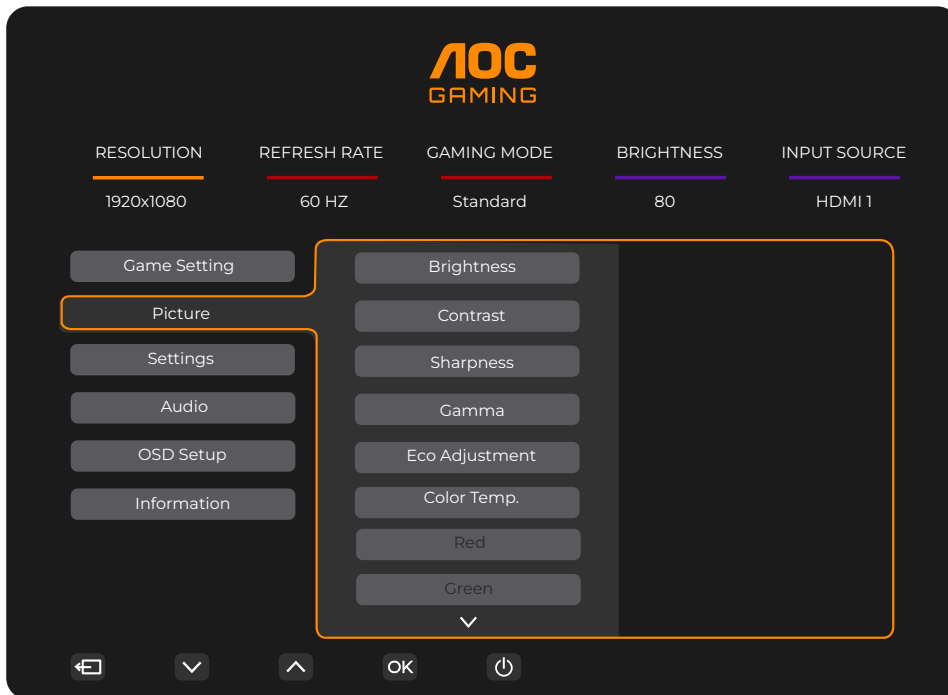 AOC
GAMING
RESOLUTION REFRESH RATE GAMING MODE BRIGHTNESS INPUT SOURCE
1920x1080 60 HZ Standard 80 HDMI 1
Game Setting
Picture
Settings
Audio
OSD Setup
Information
Brightness
Contrast
Sharpness
Gamma
Eco Adjustment
Color Temp.
Red
Green
OK